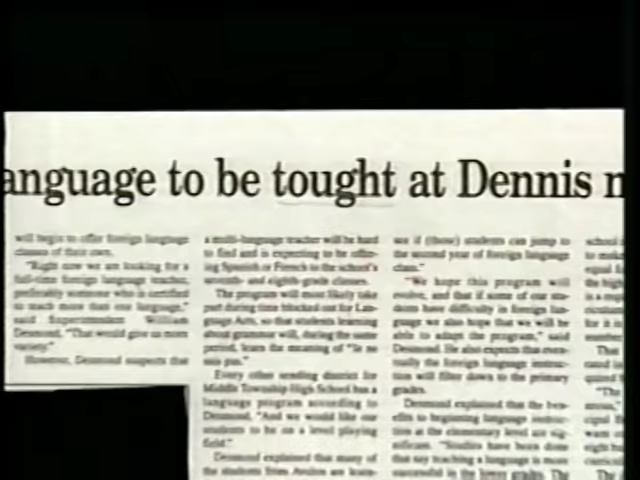 anguage to be tought at Dennis
will begin to offer foreign language
classes of their own.
"Right now we are looking for a
full-time foreign language teacher,
preferably someone who is certified
to teach more than one language,"
said Superintendent William
Desmond. "That would give us more
variety."
However, Desmond suspects that
a multi-language teacher will be hard
to find and is expecting to be offer-
ing Spanish or French to the school's
seventh- and eighth-grade classes.
The program will most likely take
part during time blocked out for Lan-
guage Arts, so that students learning
noun grammar will, during the same
period, learn the meaning of "Je ne
sais pas."
Every other sending district for
Middle Township High School has a
language program according to
Desmond. "And we would like our
students to be on a level playing
field."
Desmond explained that many of
the students from Avalon are learn-
see if (those) students can jump to
the second year of foreign language
class."
"We hope this program will
evolve, and that if some of our stu-
dents have difficulty in foreign lan-
guage we also hope that we will be
able to adapt the program," said
Desmond. He also expects that even-
tually the foreign language instruc-
tion will filter down to the primary
grades.
Desmond explained that the ben-
efits to beginning language instruc-
tion at the elementary level are sig-
nificant. "Studies have been done
that say teaching a language is more
successful in the lower grades. The
school